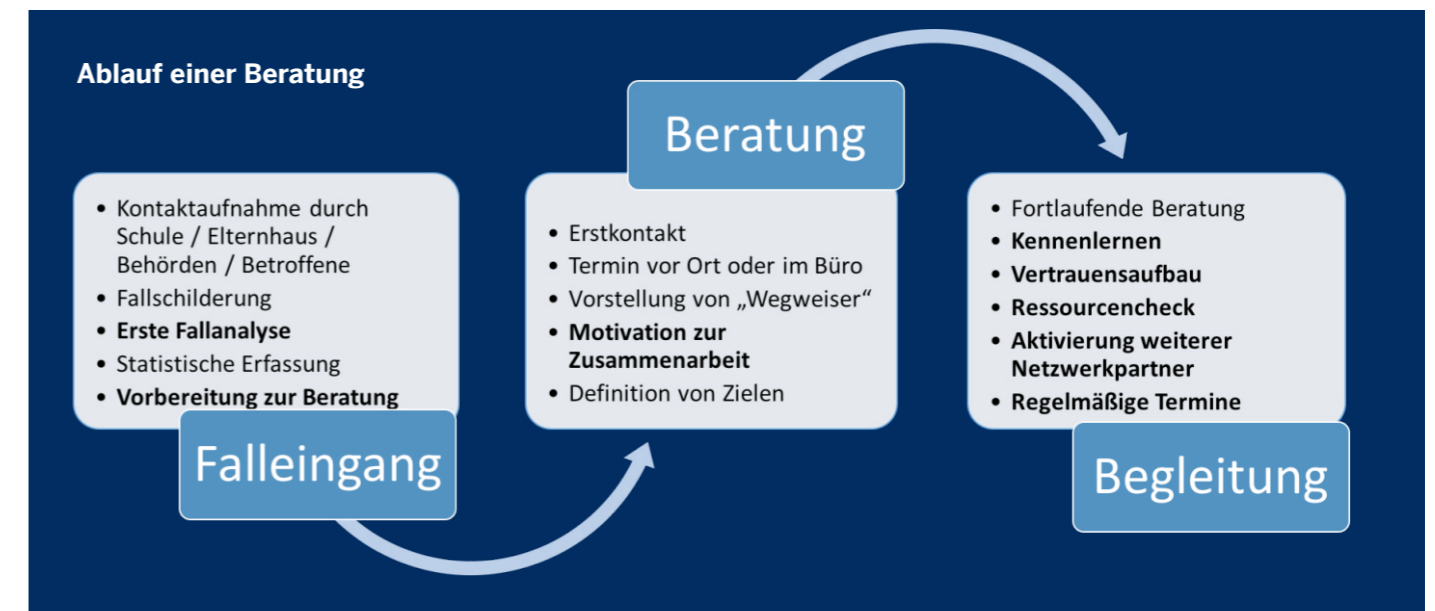 Ablauf einer Beratung
• Kontaktaufnahme durch
Schule / Elternhaus /
Behörden / Betroffene
• Fallschilderung
• Erste Fallanalyse
• Statistische Erfassung
• Vorbereitung zur Beratung
Falleingang
Beratung
• Erstkontakt
• Termin vor Ort oder im Büro
• Vorstellung von „Wegweiser“
• Motivation zur
Zusammenarbeit
• Definition von Zielen
• Fortlaufende Beratung
• Kennenlernen
• Vertrauensaufbau
• Ressourcencheck
• Aktivierung weiterer
Netzwerkpartner
• Regelmäßige Termine
Begleitung